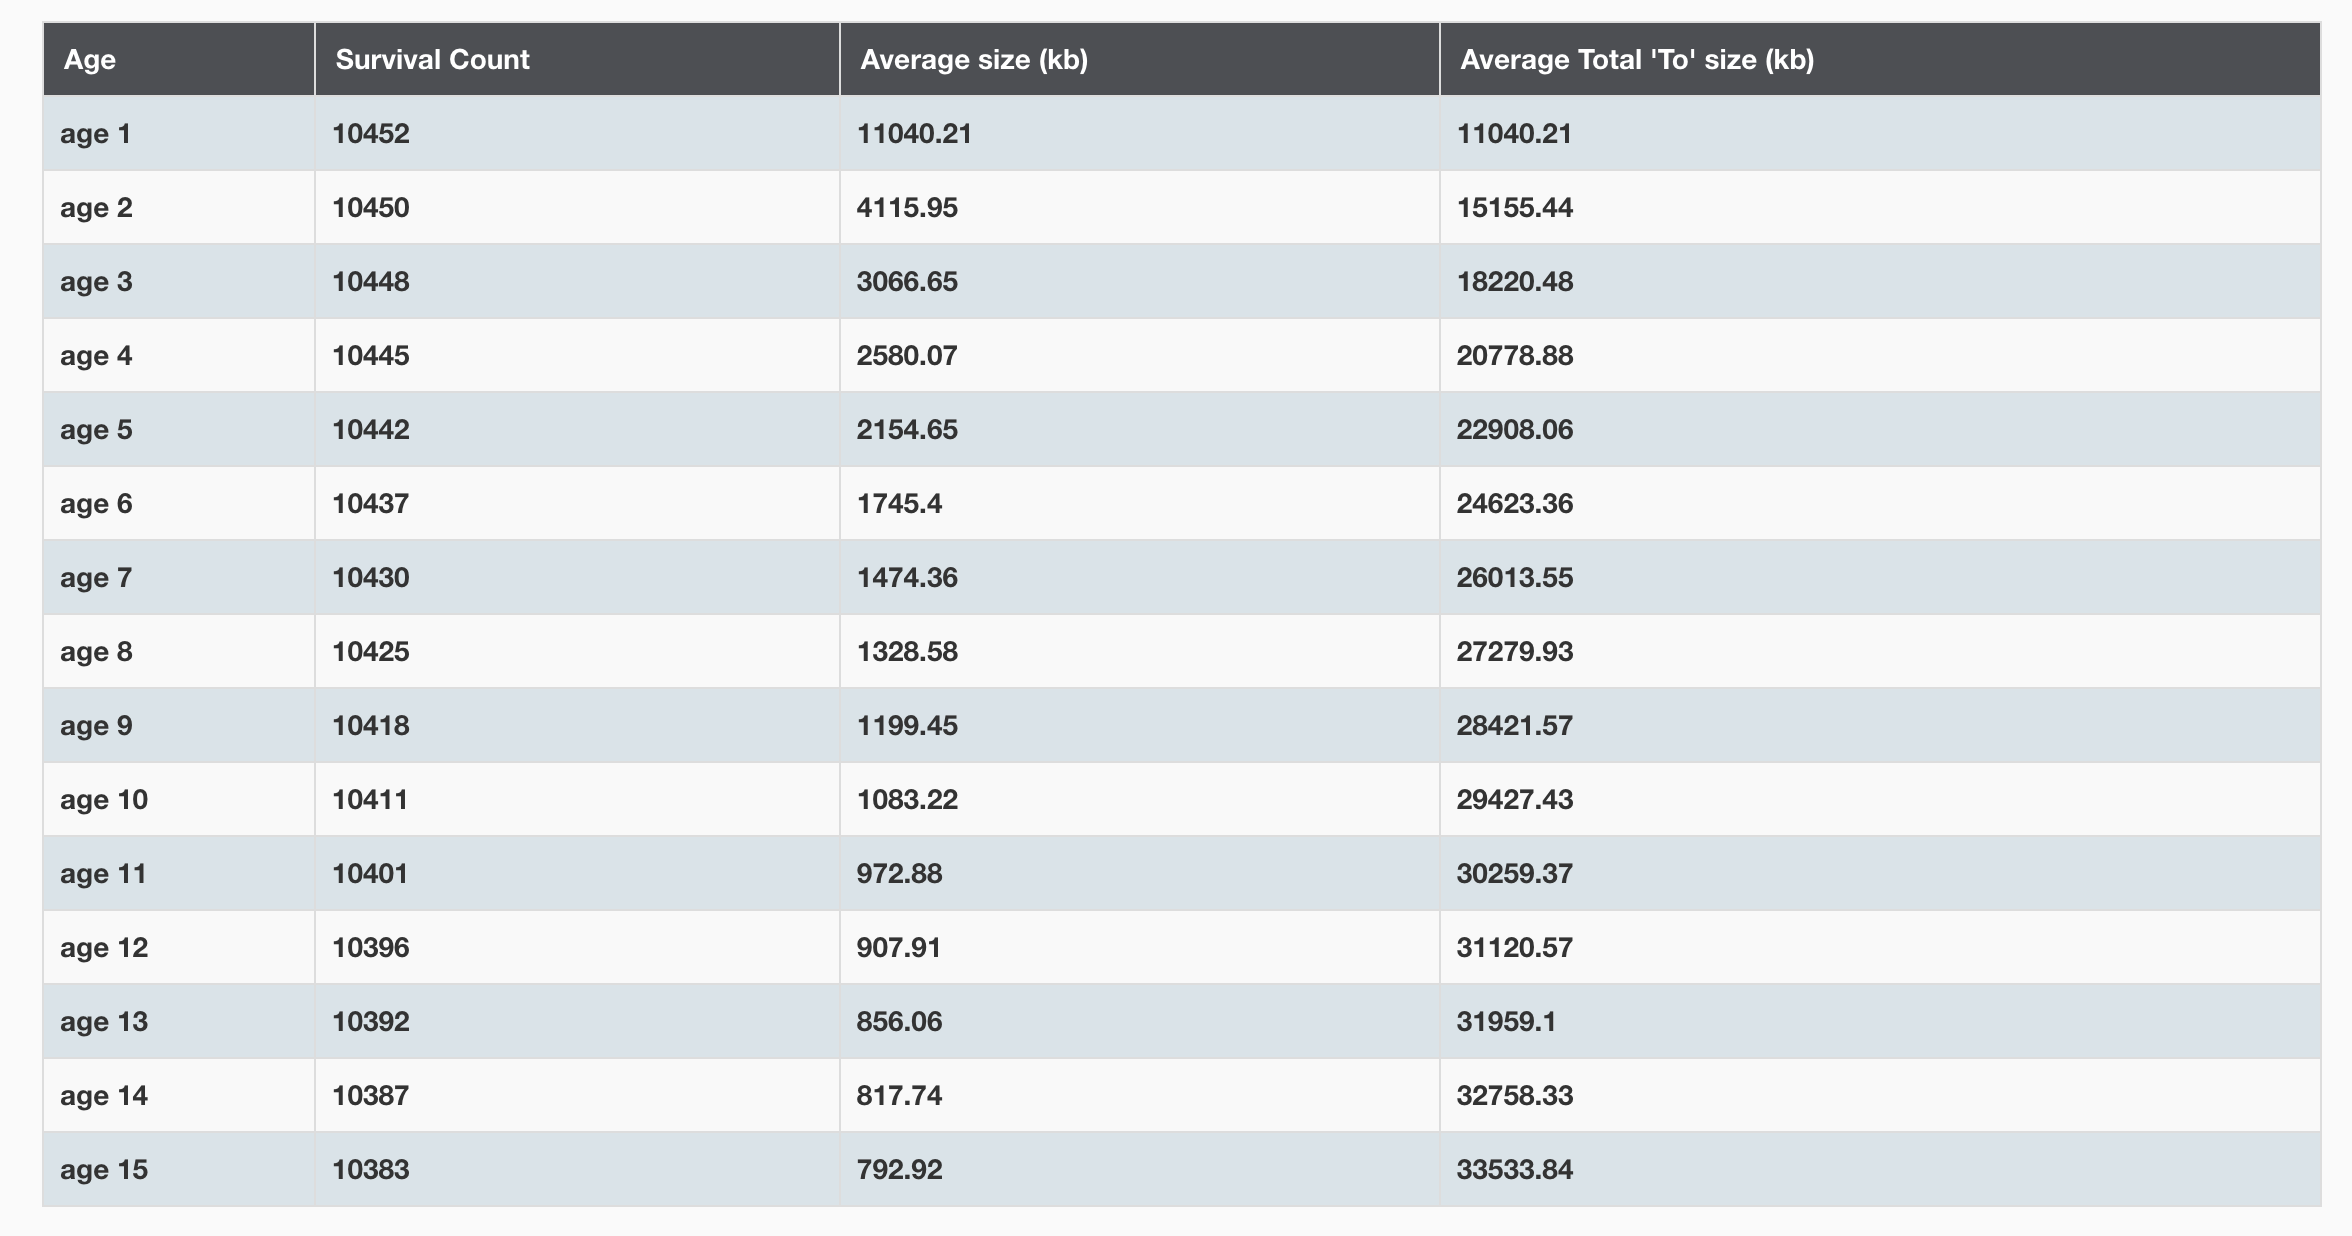 Age Survival Count Average size (kb) Average Total 'To' size (kb)
age 1 10452 11040.21 11040.21
age 2 10450 4115.95 15155.44
age 3 10448 3066.65 18220.48
age 4 10445 2580.07 20778.88
age 5 10442 2154.65 22908.06
age 6 10437 1745.4 24623.36
age 7 10430 1474.36 26013.55
age 8 10425 1328.58 27279.93
age 9 10418 1199.45 28421.57
age 10 10411 1083.22 29427.43
age 11 10401 972.88 30259.37
age 12 10396 907.91 31120.57
age 13 10392 856.06 31959.1
age 14 10387 817.74 32758.33
age 15 10383 792.92 33533.84